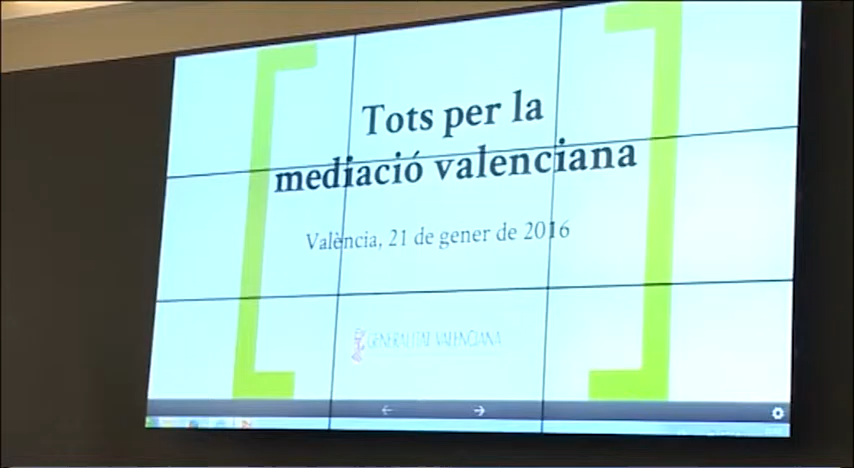 Tots per la
mediació valenciana
València, 21 de gener de 2016
GENERALITAT VALENCIANA